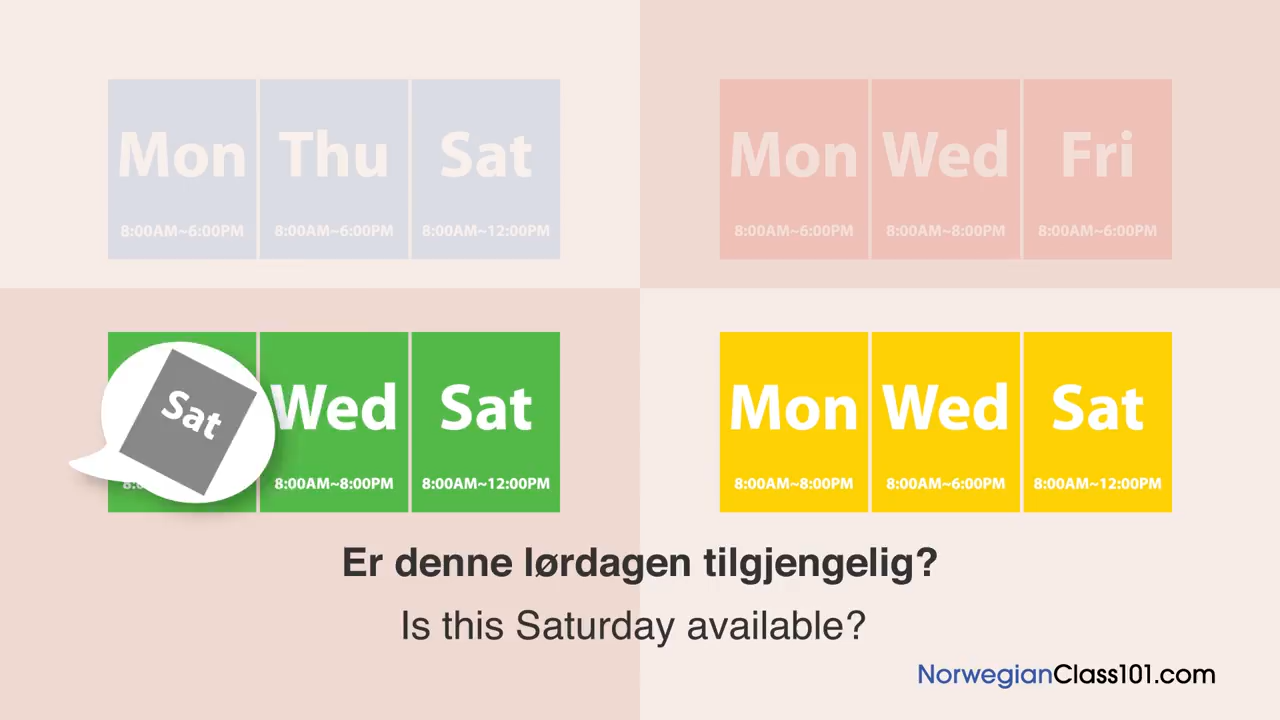 Mon Thu Sat
8:00AM~6:00PM 8:00AM~6:00PM 8:00AM~12:00PM
Mon Wed Fri
8:00AM~6:00PM 8:00AM~8:00PM 8:00AM~6:00PM
Sat Wed Sat
8:00AM~8:00PM 8:00AM~12:00PM
Mon Wed Sat
8:00AM~8:00PM 8:00AM~6:00PM 8:00AM~12:00PM
Er denne lørdagen tilgjengelig?
Is this Saturday available?
NorwegianClass101.com